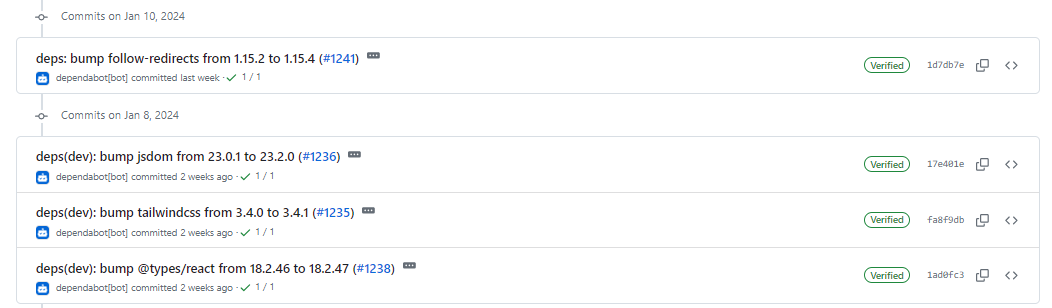 Commits on Jan 10, 2024
deps: bump follow-redirects from 1.15.2 to 1.15.4 (#1241)
Verified 1d7db7e
dependabot[bot] committed last week · 1 / 1
Commits on Jan 8, 2024
deps(dev): bump jsdom from 23.0.1 to 23.2.0 (#1236)
Verified 17e401e
dependabot[bot] committed 2 weeks ago · 1 / 1
deps(dev): bump tailwindcss from 3.4.0 to 3.4.1 (#1235)
Verified fa8f9db
dependabot[bot] committed 2 weeks ago · 1 / 1
deps(dev): bump @types/react from 18.2.46 to 18.2.47 (#1238)
Verified 1ad0fc3
dependabot[bot] committed 2 weeks ago · 1 / 1